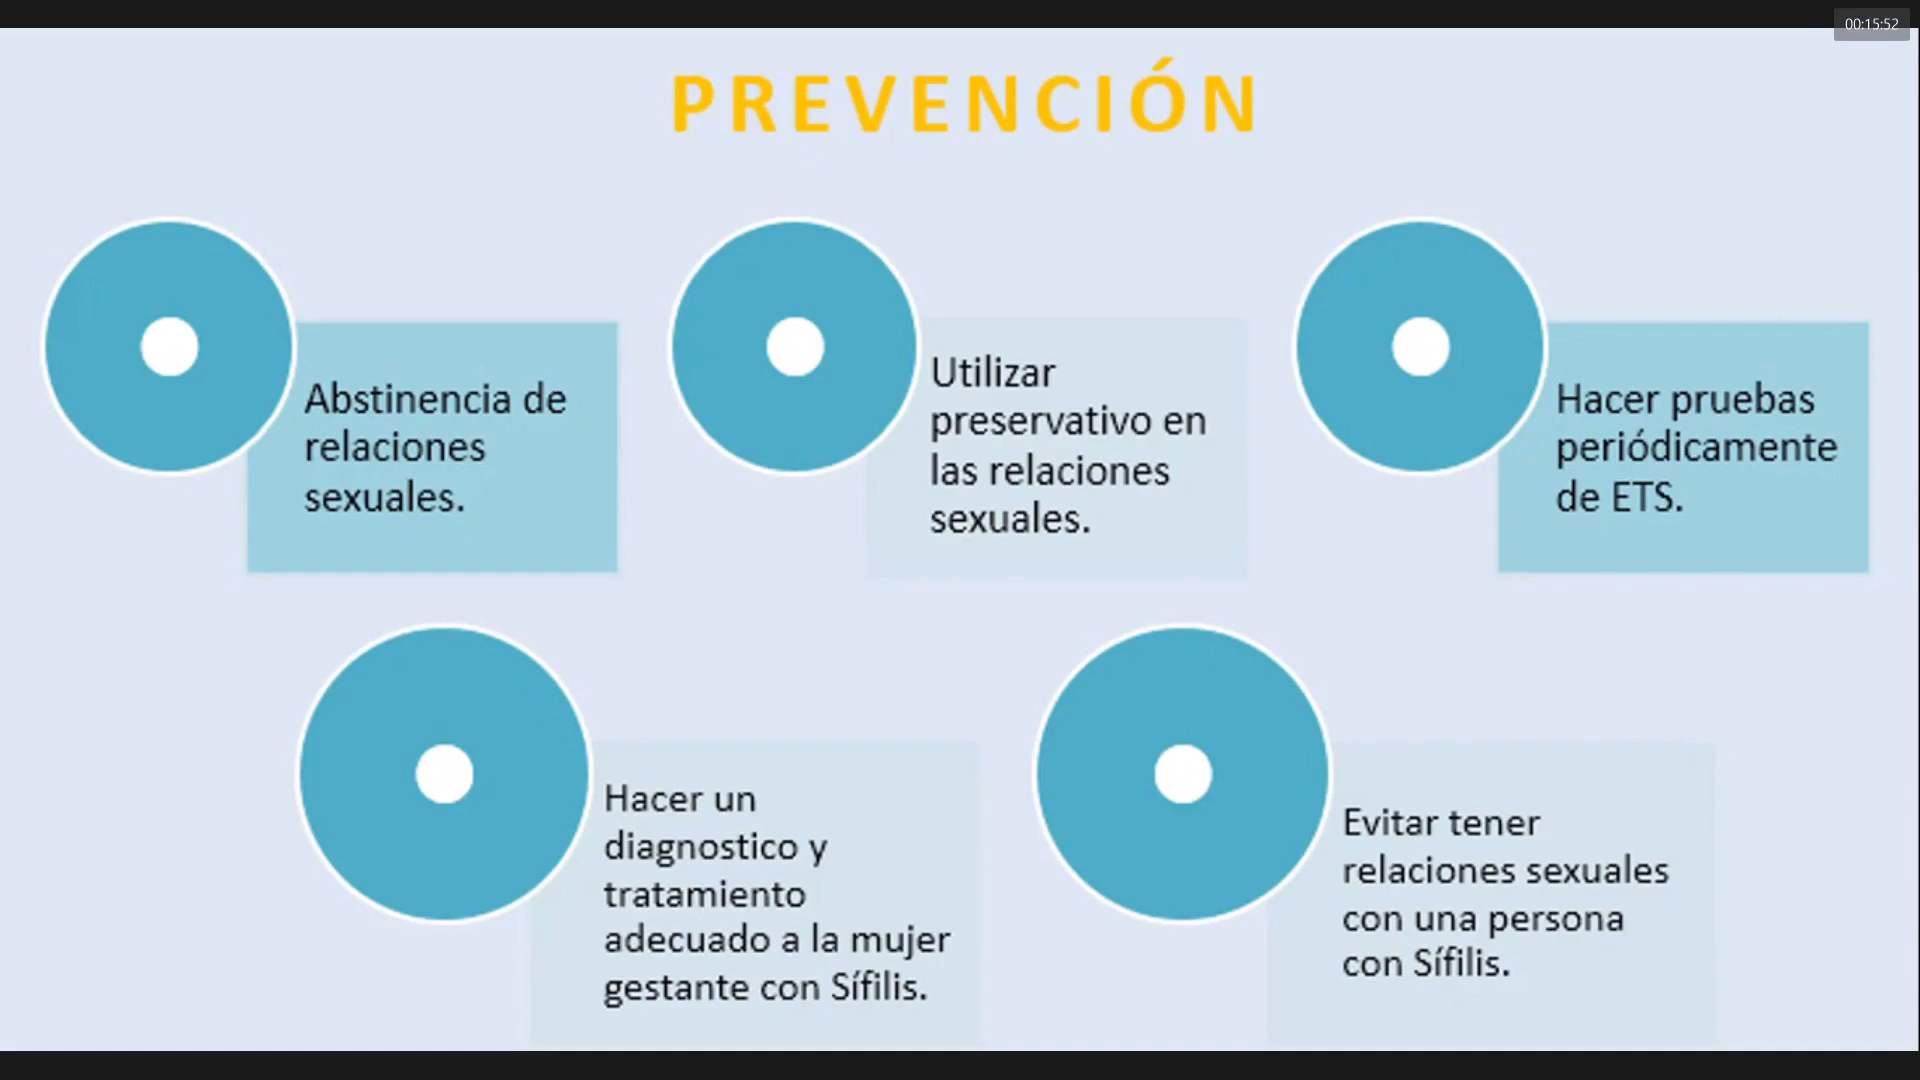 00:15:52
PREVENCIÓN
Abstinencia de
relaciones
sexuales.
Utilizar
preservativo en
las relaciones
sexuales.
Hacer pruebas
periódicamente
de ETS.
Hacer un
diagnostico y
tratamiento
adecuado a la mujer
gestante con Sífilis.
Evitar tener
relaciones sexuales
con una persona
con Sífilis.